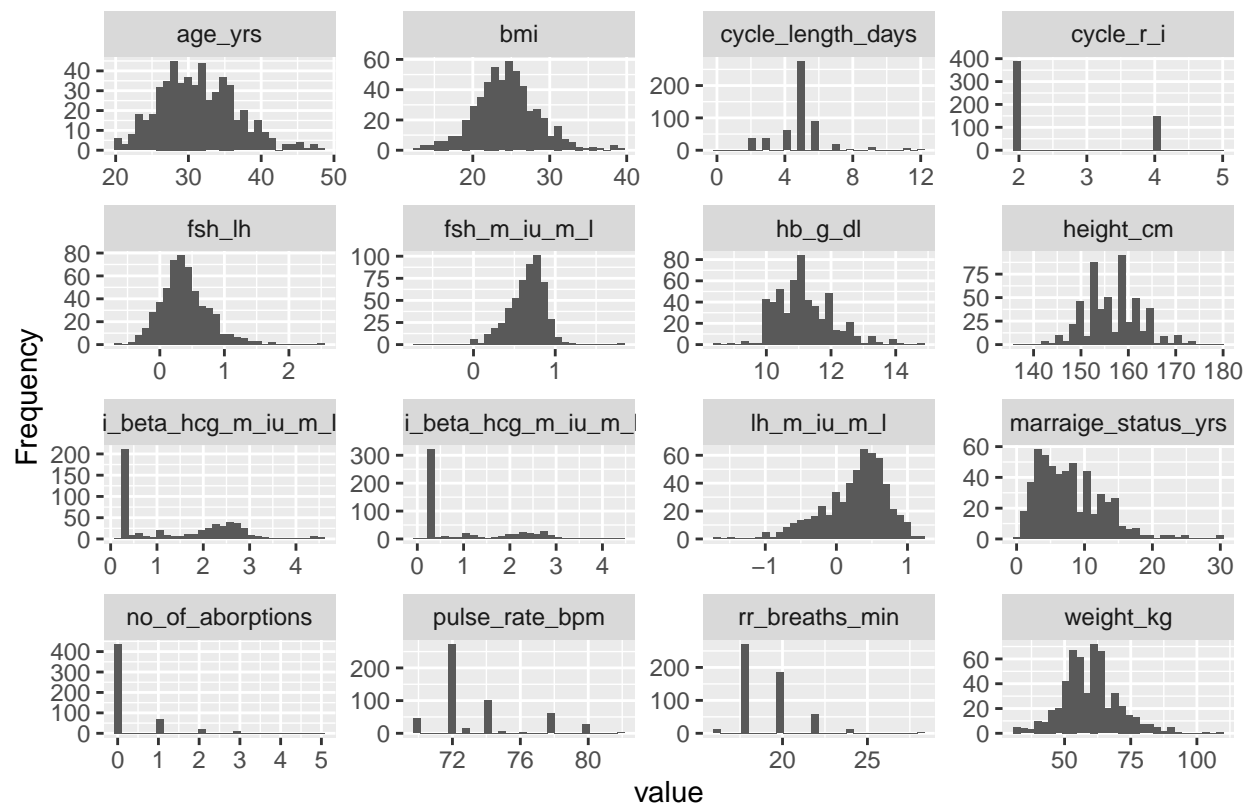 age_yrs bmi cycle_length_days cycle_r_i
40 30 20 10 0 60 40 20 0 200 100 0 400 300 200 100 0
20 30 40 50 20 30 40 0 4 8 12 2 3 4 5
fsh_lh fsh_m_iu_m_l hb_g_dl height_cm
80 60 40 20 0 100 75 50 25 0 80 60 40 20 0 75 50 25 0
0 1 2 0 1 10 12 14 140 150 160 170 180
i_beta_hcg_m_iu_m_l i_beta_hcg_m_iu_m_l lh_m_iu_m_l marraige_status_yrs
200 150 100 50 0 300 200 100 0 60 40 20 0 60 40 20 0
0 1 2 3 4 0 1 2 3 4 −1 0 1 0 10 20 30
no_of_aborptions pulse_rate_bpm rr_breaths_min weight_kg
400 300 200 100 0 200 100 0 200 100 0 60 40 20 0
0 1 2 3 4 5 72 76 80 20 25 50 75 100
Frequency
value